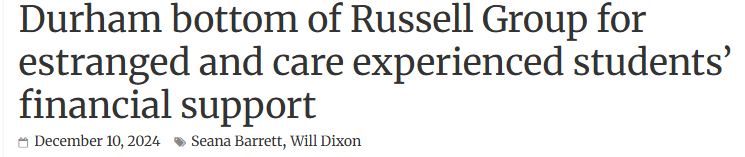 Durham bottom of Russell Group for
estranged and care experienced students’
financial support
December 10, 2024 Seana Barrett, Will Dixon